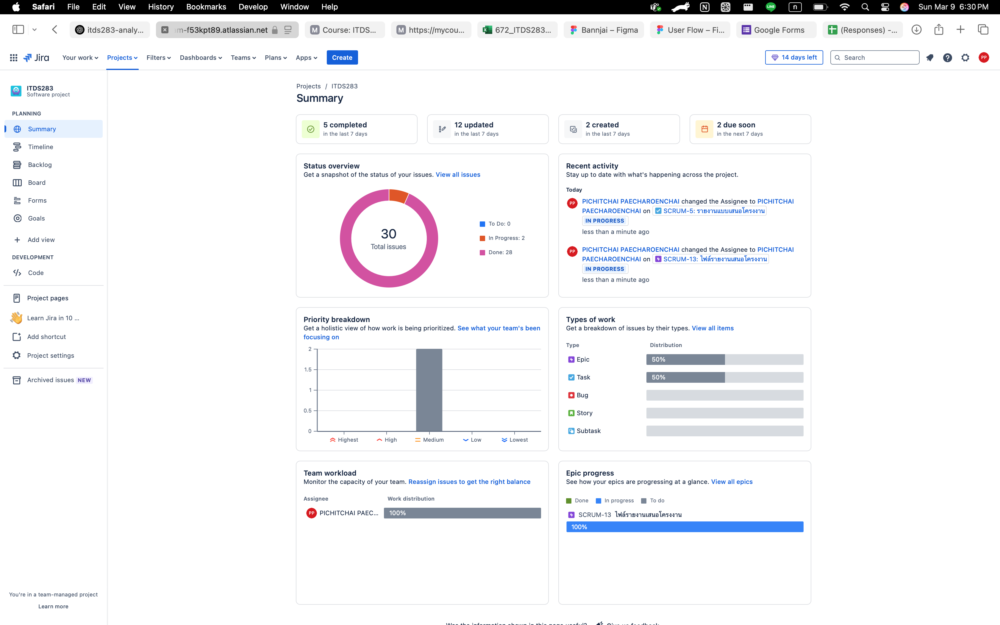 Safari File Edit View History Bookmarks Develop Window Help LINE ก Sun Mar 9 6:30 PM
itds283-analy... am-f53kpt89.atlassian.net M Course: ITDS... M https://mycou... 672_ITDS283... Bannjai – Figma User Flow – Fi... Google Forms (Responses) -...
Jira Your work Projects Filters Dashboards Teams Plans Apps Create 14 days left Search PP
ITDS283
Software project
PLANNING
Summary
Timeline
Backlog
Board
Forms
Goals
Add view
DEVELOPMENT
Code
Project pages
Learn Jira in 10 ...
Add shortcut
Project settings
Archived issues NEW
You're in a team-managed project
Learn more
Projects / ITDS283
Summary
5 completed
in the last 7 days
12 updated
in the last 7 days
2 created
in the last 7 days
2 due soon
in the next 7 days
Status overview
Get a snapshot of the status of your issues. View all issues
30
Total issues
To Do: 0
In Progress: 2
Done: 28
Recent activity
Stay up to date with what's happening across the project.
Today
PP PICHITCHAI PAECHAROENCHAI changed the Assignee to PICHITCHAI
PAECHAROENCHAI on SCRUM-5: รายงานแบบเสนอโครงงาน
IN PROGRESS
less than a minute ago
PP PICHITCHAI PAECHAROENCHAI changed the Assignee to PICHITCHAI
PAECHAROENCHAI on SCRUM-13: ไฟล์รายงานเสนอโครงงาน
IN PROGRESS
less than a minute ago
Priority breakdown
Get a holistic view of how work is being prioritized. See what your team's been
focusing on
2
1.5
1
0.5
0
Highest High Medium Low Lowest
Types of work
Get a breakdown of issues by their types. View all items
Type Distribution
Epic 50%
Task 50%
Bug
Story
Subtask
Team workload
Monitor the capacity of your team. Reassign issues to get the right balance
Assignee Work distribution
PP PICHITCHAI PAEC... 100%
Epic progress
See how your epics are progressing at a glance. View all epics
Done In progress To do
SCRUM-13 ไฟล์รายงานเสนอโครงงาน
100%
Was the information shown in this page useful? Give us feedback